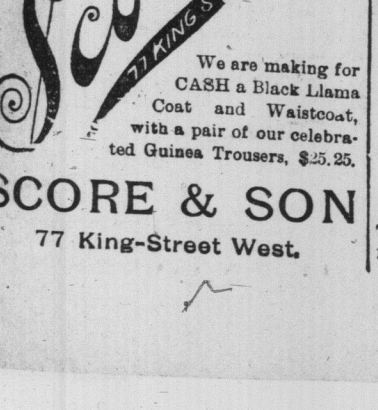 77 KING S
We are making for
CASH a Black Llama
Coat and Waistcoat,
with a pair of our celebra-
ted Guinea Trousers, $25.25.
SCORE & SON
77 King-Street West.